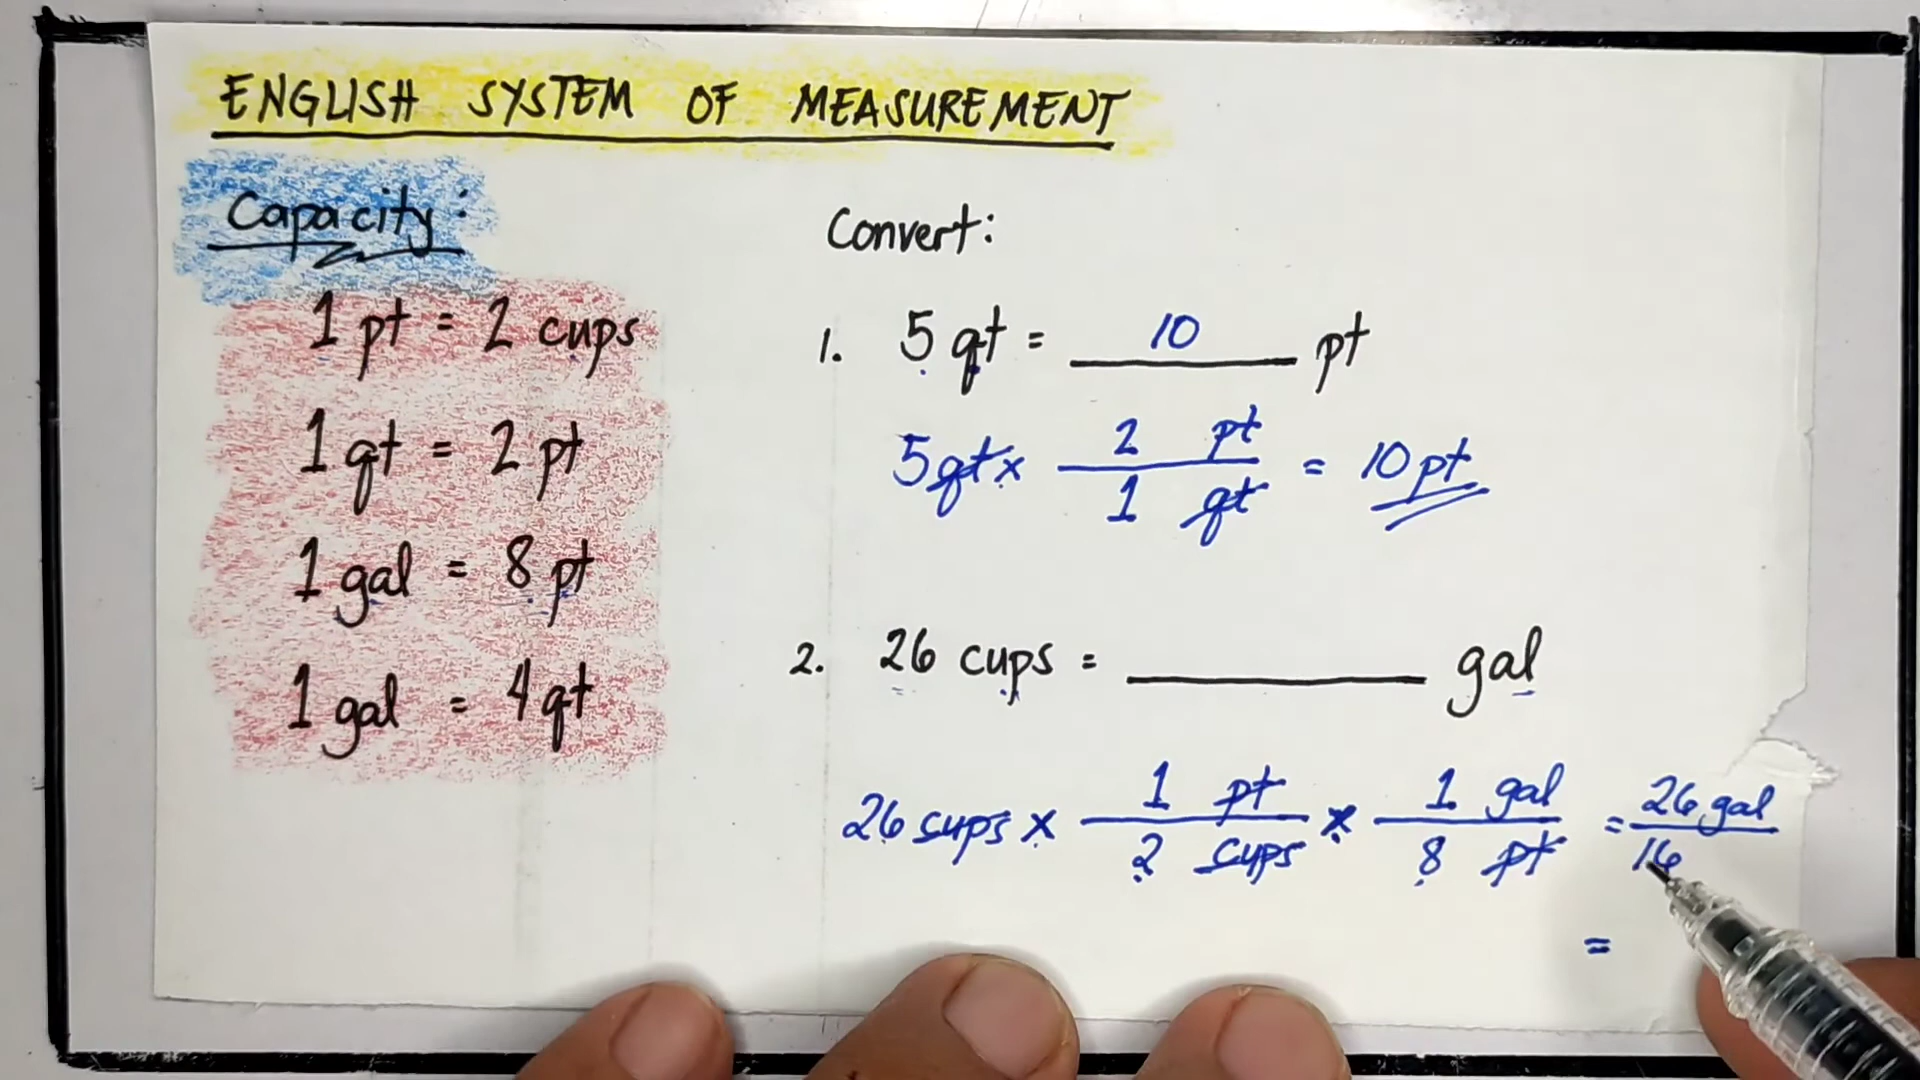 ENGLISH SYSTEM OF MEASUREMENT
Capacity:
1 pt = 2 cups
1 qt = 2 pt
1 gal = 8 pt
1 gal = 4 qt
Convert:
1. 5 qt = 10 pt
5 qt x 2 pt / 1 qt = 10 pt
2. 26 cups = ________ gal
26 cups x 1 pt / 2 cups x 1 gal / 8 pt = 26 gal / 16
=